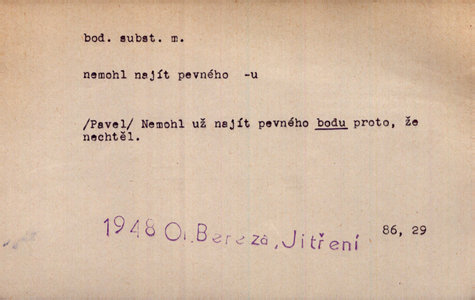 bod. subst. m.
nemohl najít pevného -u
/Pavel/ Nemohl už najít pevného bodu proto, že
nechtěl.
1948 Ol.Bereza, Jitření 86, 29